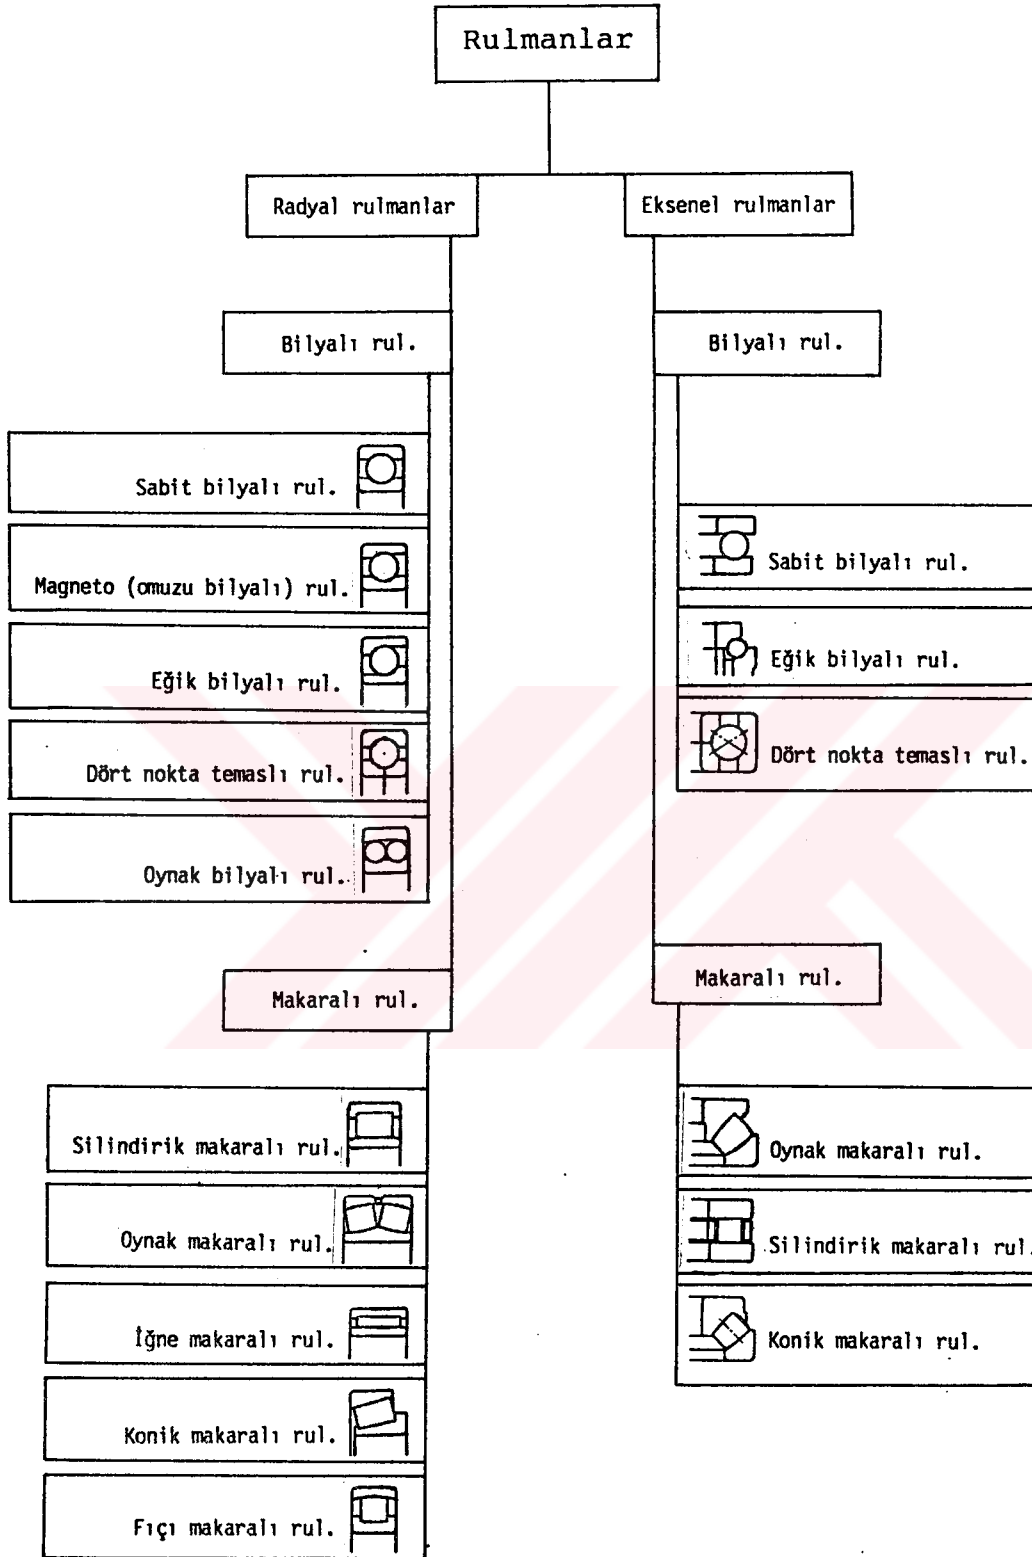 Rulmanlar
Radyal rulmanlar
Eksenel rulmanlar
Bilyalı rul.
Bilyalı rul.
Sabit bilyalı rul.
Magneto (omuzu bilyalı) rul.
Eğik bilyalı rul.
Dört nokta temaslı rul.
Oynak bilyalı rul.
Sabit bilyalı rul.
Eğik bilyalı rul.
Dört nokta temaslı rul.
Makaralı rul.
Makaralı rul.
Silindirik makaralı rul.
Oynak makaralı rul.
İğne makaralı rul.
Konik makaralı rul.
Fıçı makaralı rul.
Oynak makaralı rul.
Silindirik makaralı rul.
Konik makaralı rul.